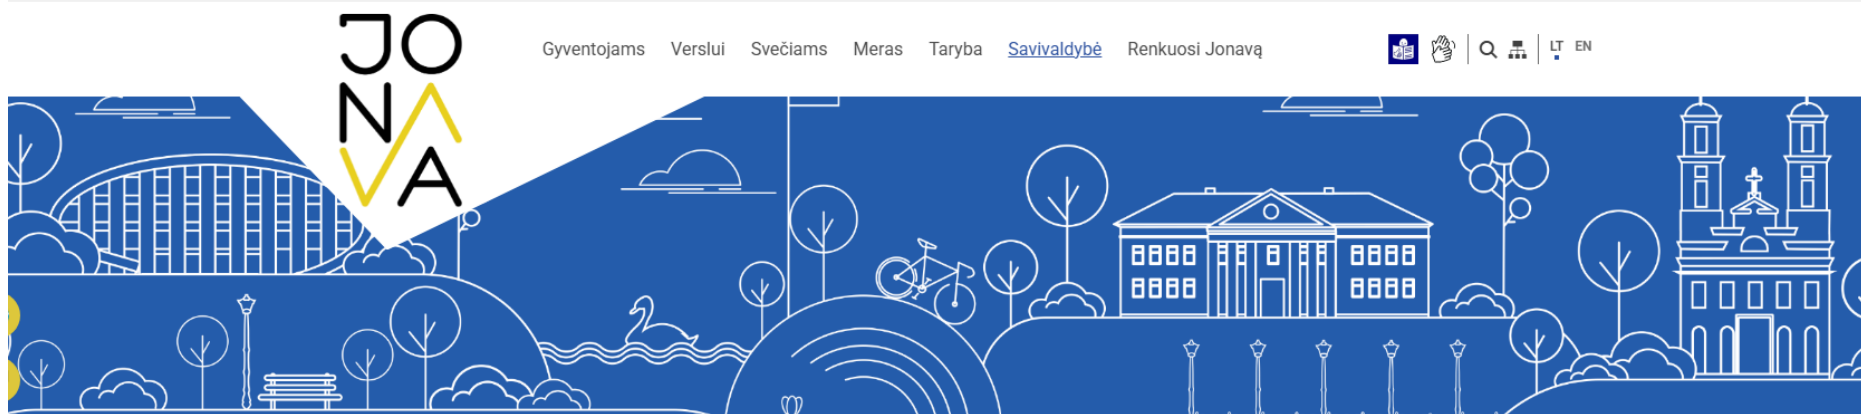 JO
NA
VA
Gyventojams Verslui Svečiams Meras Taryba Savivaldybė Renkuosi Jonavą
LT EN